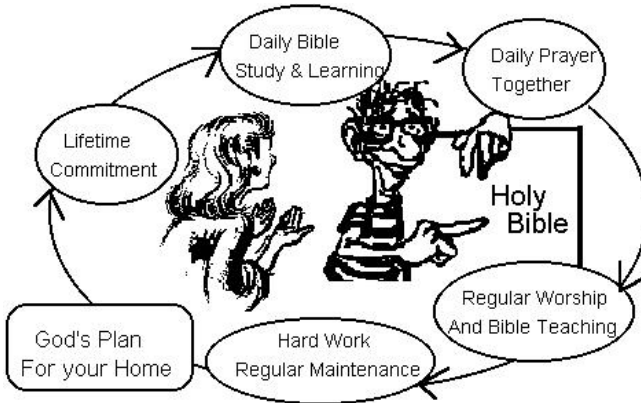 God's Plan
For your Home
Lifetime
Commitment
Daily Bible
Study & Learning
Daily Prayer
Together
Holy
Bible
Regular Worship
And Bible Teaching
Hard Work
Regular Maintenance